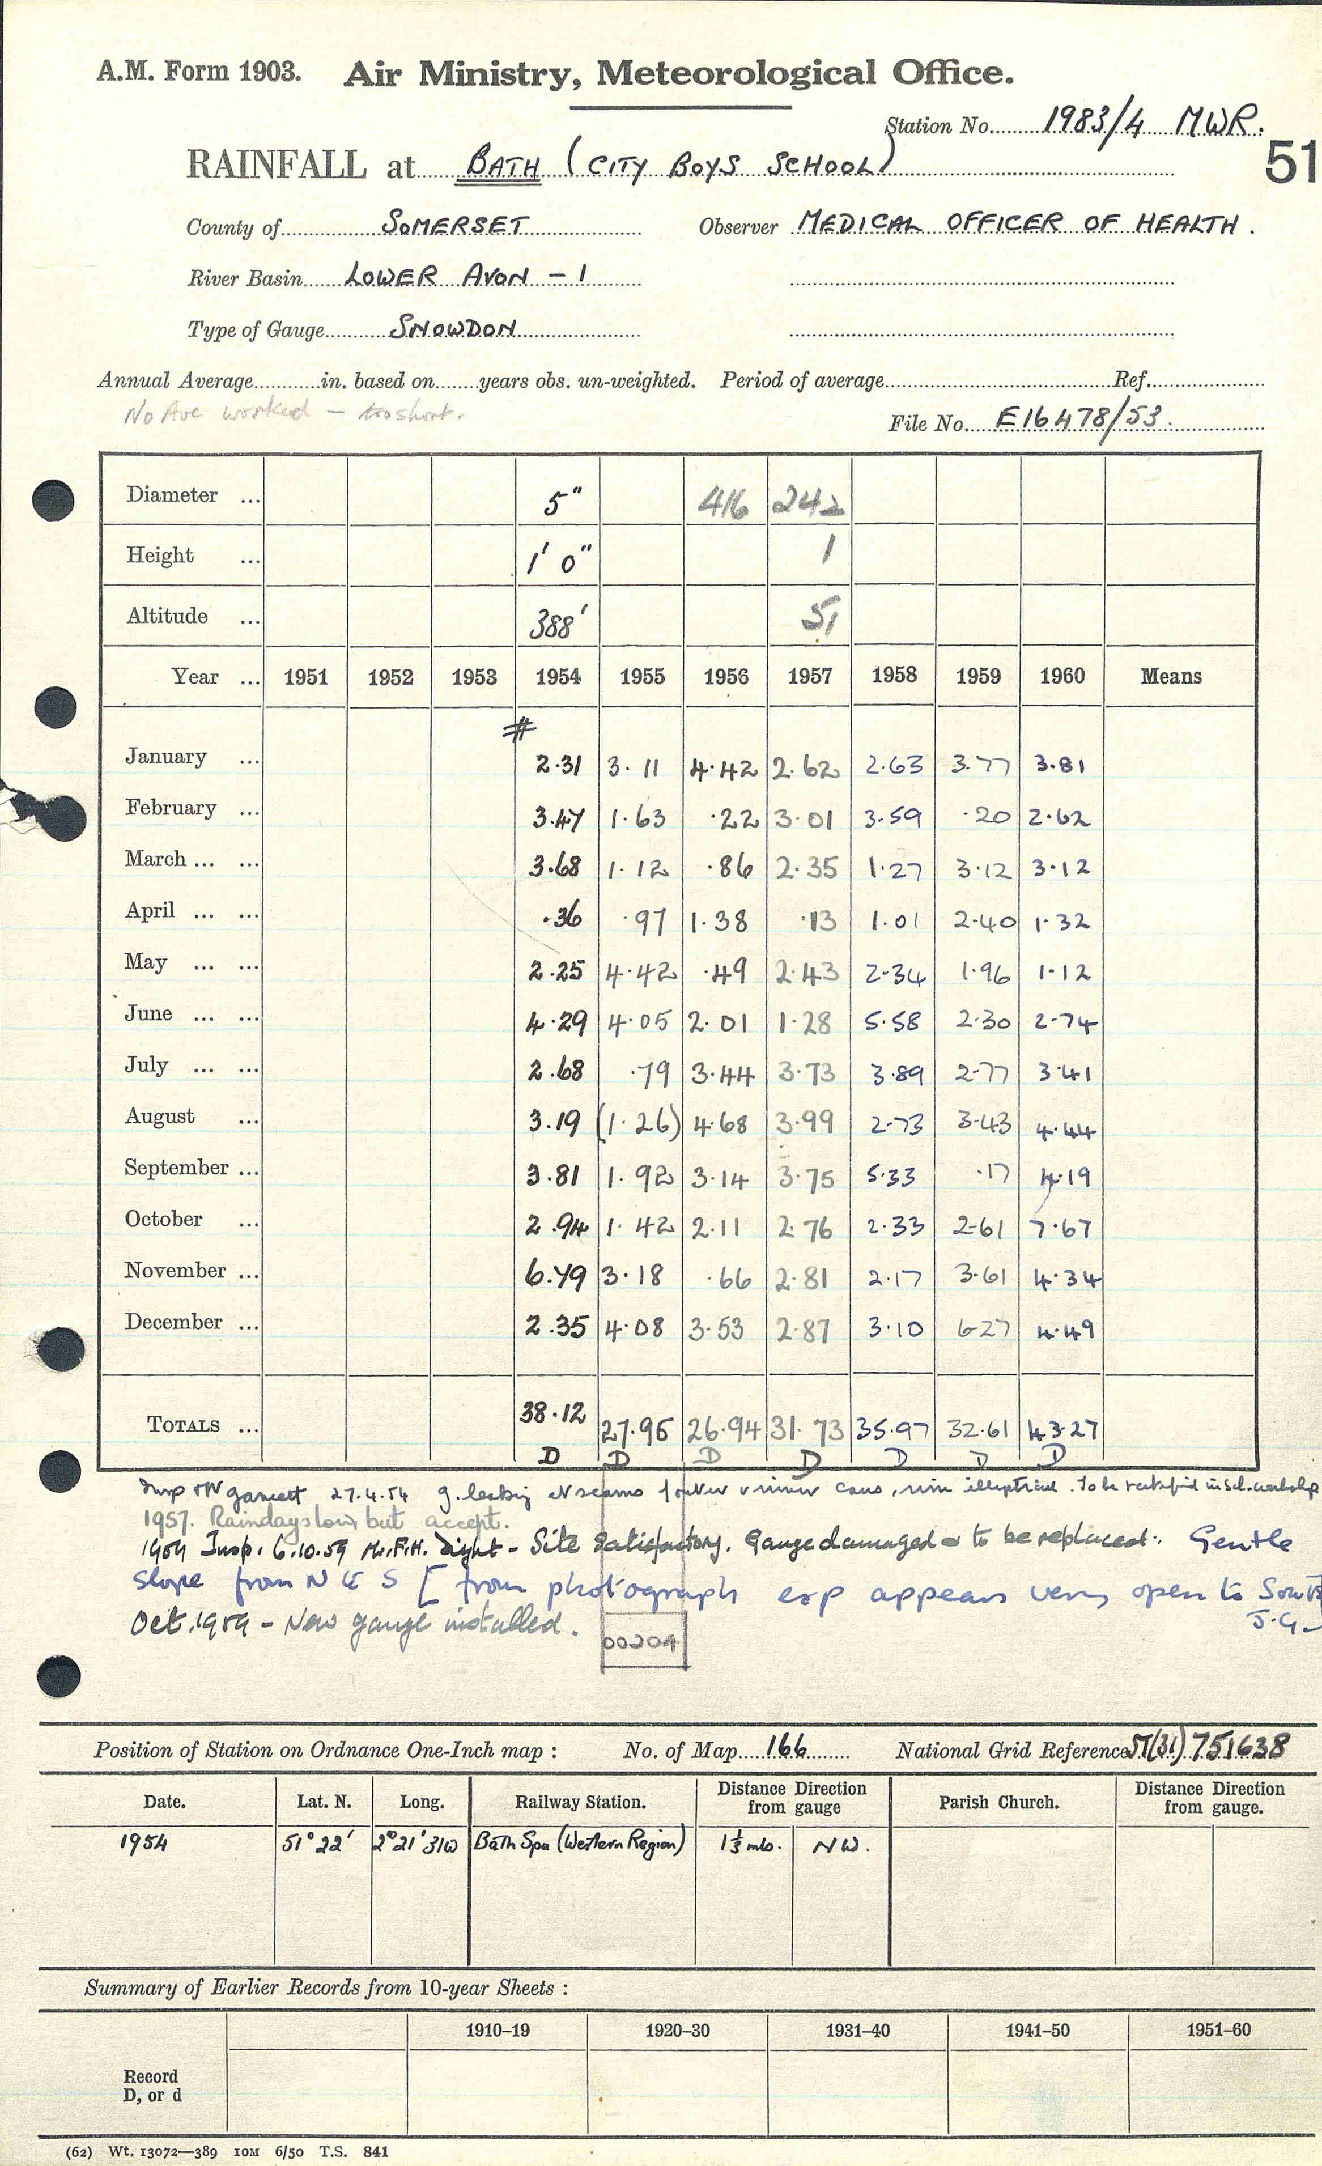 A.M. Form 1903. Air Ministry, Meteorological Office.
Station No. 1983/4 MWR.
51
RAINFALL at BATH (CITY BOYS SCHOOL)
County of SOMERSET Observer MEDICAL OFFICER OF HEALTH.
River Basin LOWER AVON - 1
Type of Gauge SNOWDON
Annual Average in. based on years obs. un-weighted. Period of average Ref.
No Ave worked - too short.
File No. E16478/53.
Diameter ... 5" 416 242
Height ... 1' 0" 1
Altitude ... 388' 51
Year ... 1951 1952 1953 1954 1955 1956 1957 1958 1959 1960 Means
#
January ... 2.31 3.11 4.42 2.62 2.63 3.77 3.81
February ... 3.47 1.63 .22 3.01 3.59 .20 2.62
March ... ... 3.68 1.12 .86 2.35 1.27 3.12 3.12
April ... ... .36 .97 1.38 .13 1.01 2.40 1.32
May ... ... 2.25 4.42 .49 2.43 2.34 1.96 1.12
June ... ... 4.29 4.05 2.01 1.28 5.58 2.30 2.74
July ... ... 2.68 .79 3.44 3.73 3.89 2.77 3.41
August ... 3.19 (1.26) 4.68 3.99 2.73 3.43 4.44
September ... 3.81 1.92 3.14 3.75 5.33 .17 4.19
October ... 2.94 1.42 2.11 2.76 2.33 2.61 7.67
November ... 6.79 3.18 .66 2.81 2.17 3.61 4.34
December ... 2.35 4.08 3.53 2.87 3.10 6.27 4.49
TOTALS ... 38.12 27.95 26.94 31.73 35.97 32.61 43.27
D D D D D D D
Insp 27.4.54 g. leaking seams inner cans, rim elliptical. To be rectified in
1957. Raindays low, but accept.
1959 Insp. 6.10.59 Mr. F.H. Dight - Site satisfactory. Gauge damaged to be replaced. Gentle
slope from N to S [ from photograph exp appears very open to South
J.G.
Oct. 1959 - New gauge installed.
00204
Position of Station on Ordnance One-Inch map : No. of Map 166 National Grid Reference ST(31) 751638
Date. Lat. N. Long. Railway Station. Distance Direction from gauge Parish Church. Distance Direction from gauge.
1954 51° 22' 2° 21' 31W Bath Spa (Western Region) 1⅓ mls. NW.
Summary of Earlier Records from 10-year Sheets :
1910–19 1920–30 1931–40 1941–50 1951–60
Record
D, or d
(62) Wt. 13072—389 10M 6/50 T.S. 841